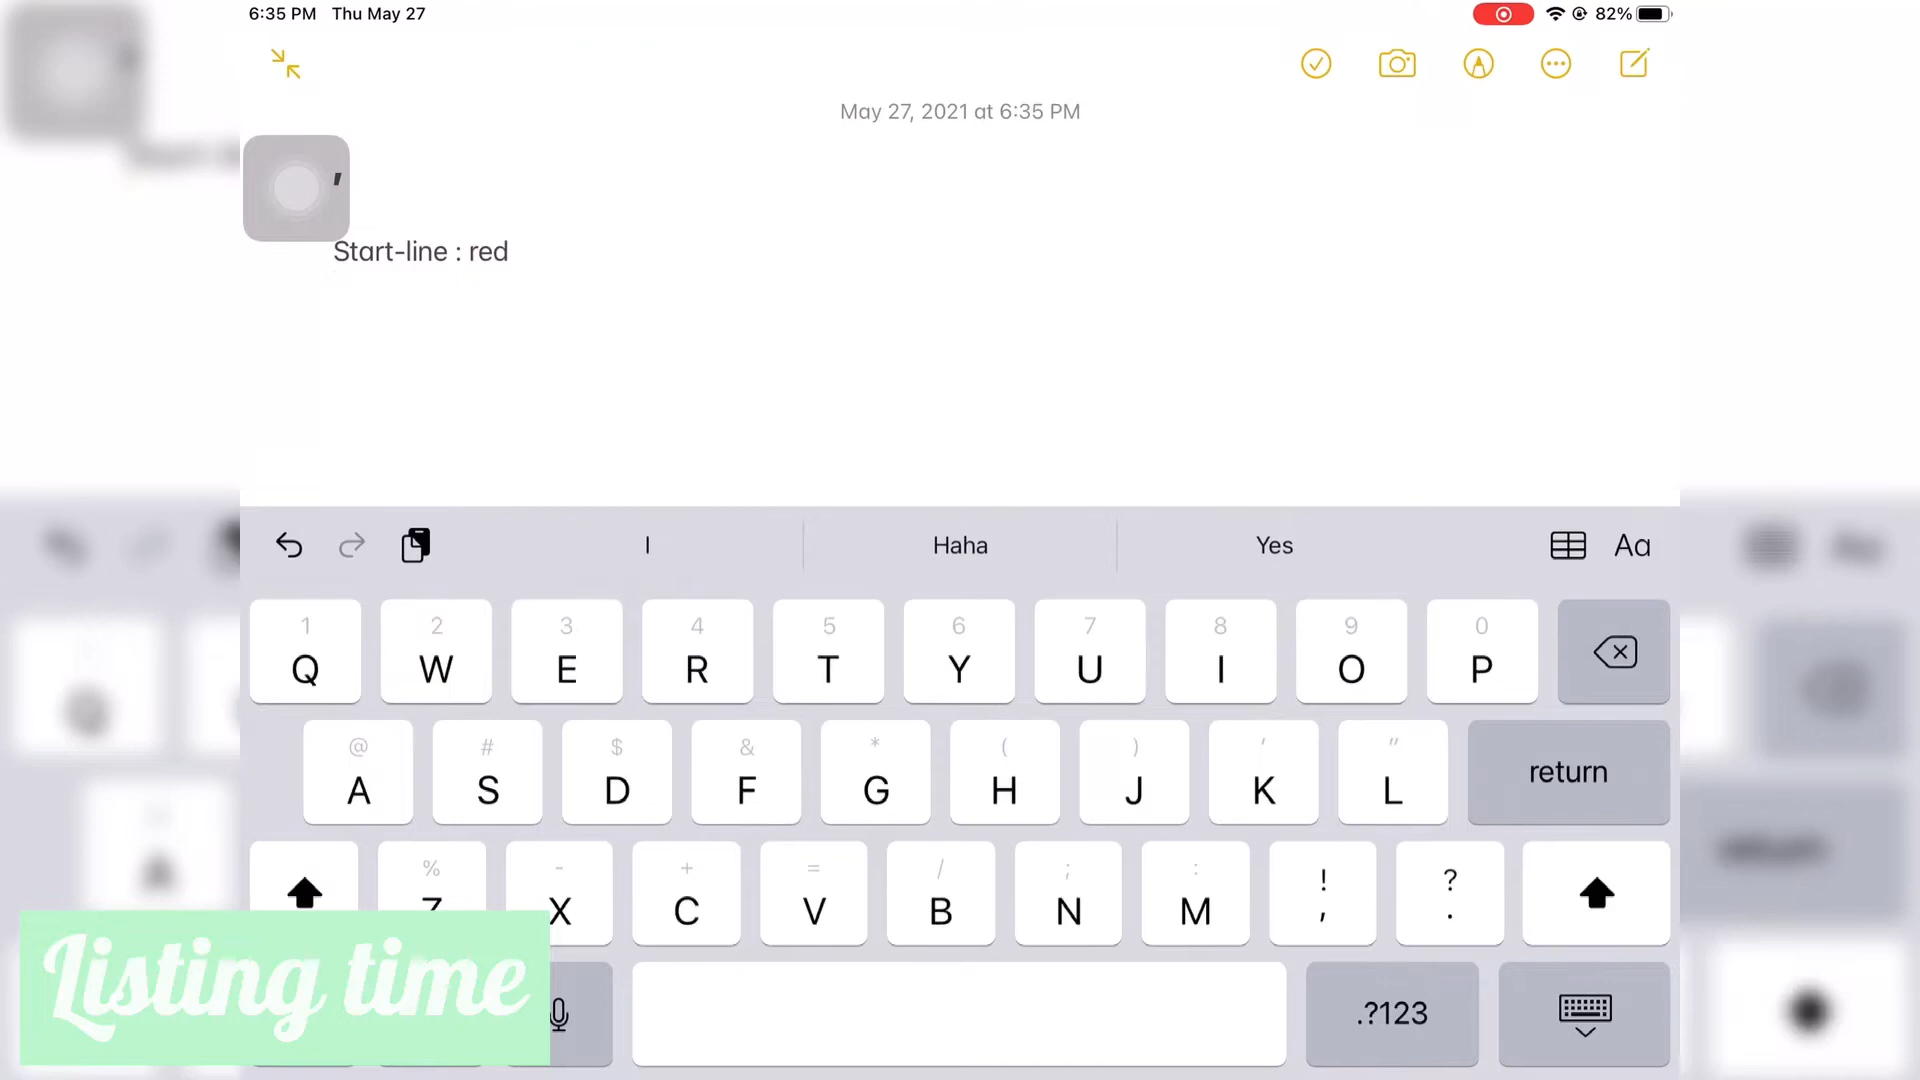 6:35 PM Thu May 27 82%
May 27, 2021 at 6:35 PM
'
Start-line : red
I Haha Yes Aa
1 2 3 4 5 6 7 8 9 0
Q W E R T Y U I O P
@ # $ & * ( ) ' "
A S D F G H J K L return
% - + = / ; : ! ?
Z X C V B N M , .
Listing time
.?123